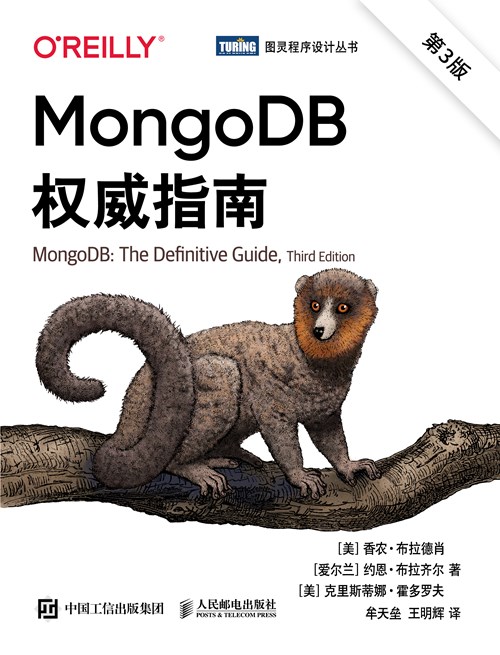 O'REILLY®
TURING 图灵程序设计丛书
第3版
MongoDB
权威指南
MongoDB: The Definitive Guide, Third Edition
[美] 香农·布拉德肖
[爱尔兰] 约恩·布拉齐尔 著
[美] 克里斯蒂娜·霍多罗夫
牟天垒 王明辉 译
中国工信出版集团
人民邮电出版社
POSTS & TELECOM PRESS